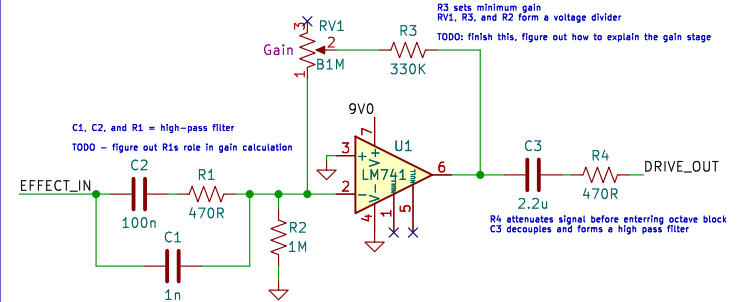 R3 sets minimum gain
RV1, R3, and R2 form a voltage divider
TODO: finish this, figure out how to explain the gain stage
3
RV1
Gain
2
B1M
1
R3
330K
9V0
C1, C2, and R1 = high-pass filter
TODO - figure out R1s role in gain calculation
7
U1
3
+
V+
LM741
6
C2
R1
C3
R4
DRIVE_OUT
EFFECT_IN
2
-
V-
NULL
NULL
100n
470R
2.2u
470R
4
1
5
R2
1M
C1
1n
R4 attenuates signal before enterring octave block
C3 decouples and forms a high pass filter